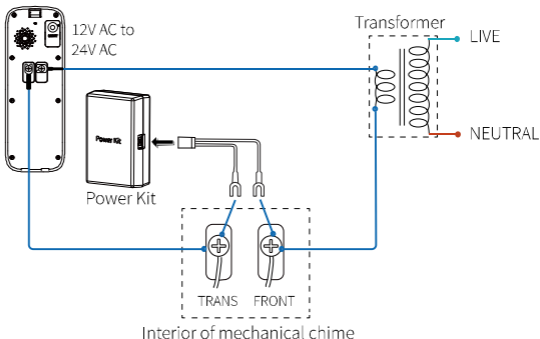 Transformer
12V AC to
24V AC
LIVE
Power Kit
NEUTRAL
Power Kit
TRANS FRONT
Interior of mechanical chime